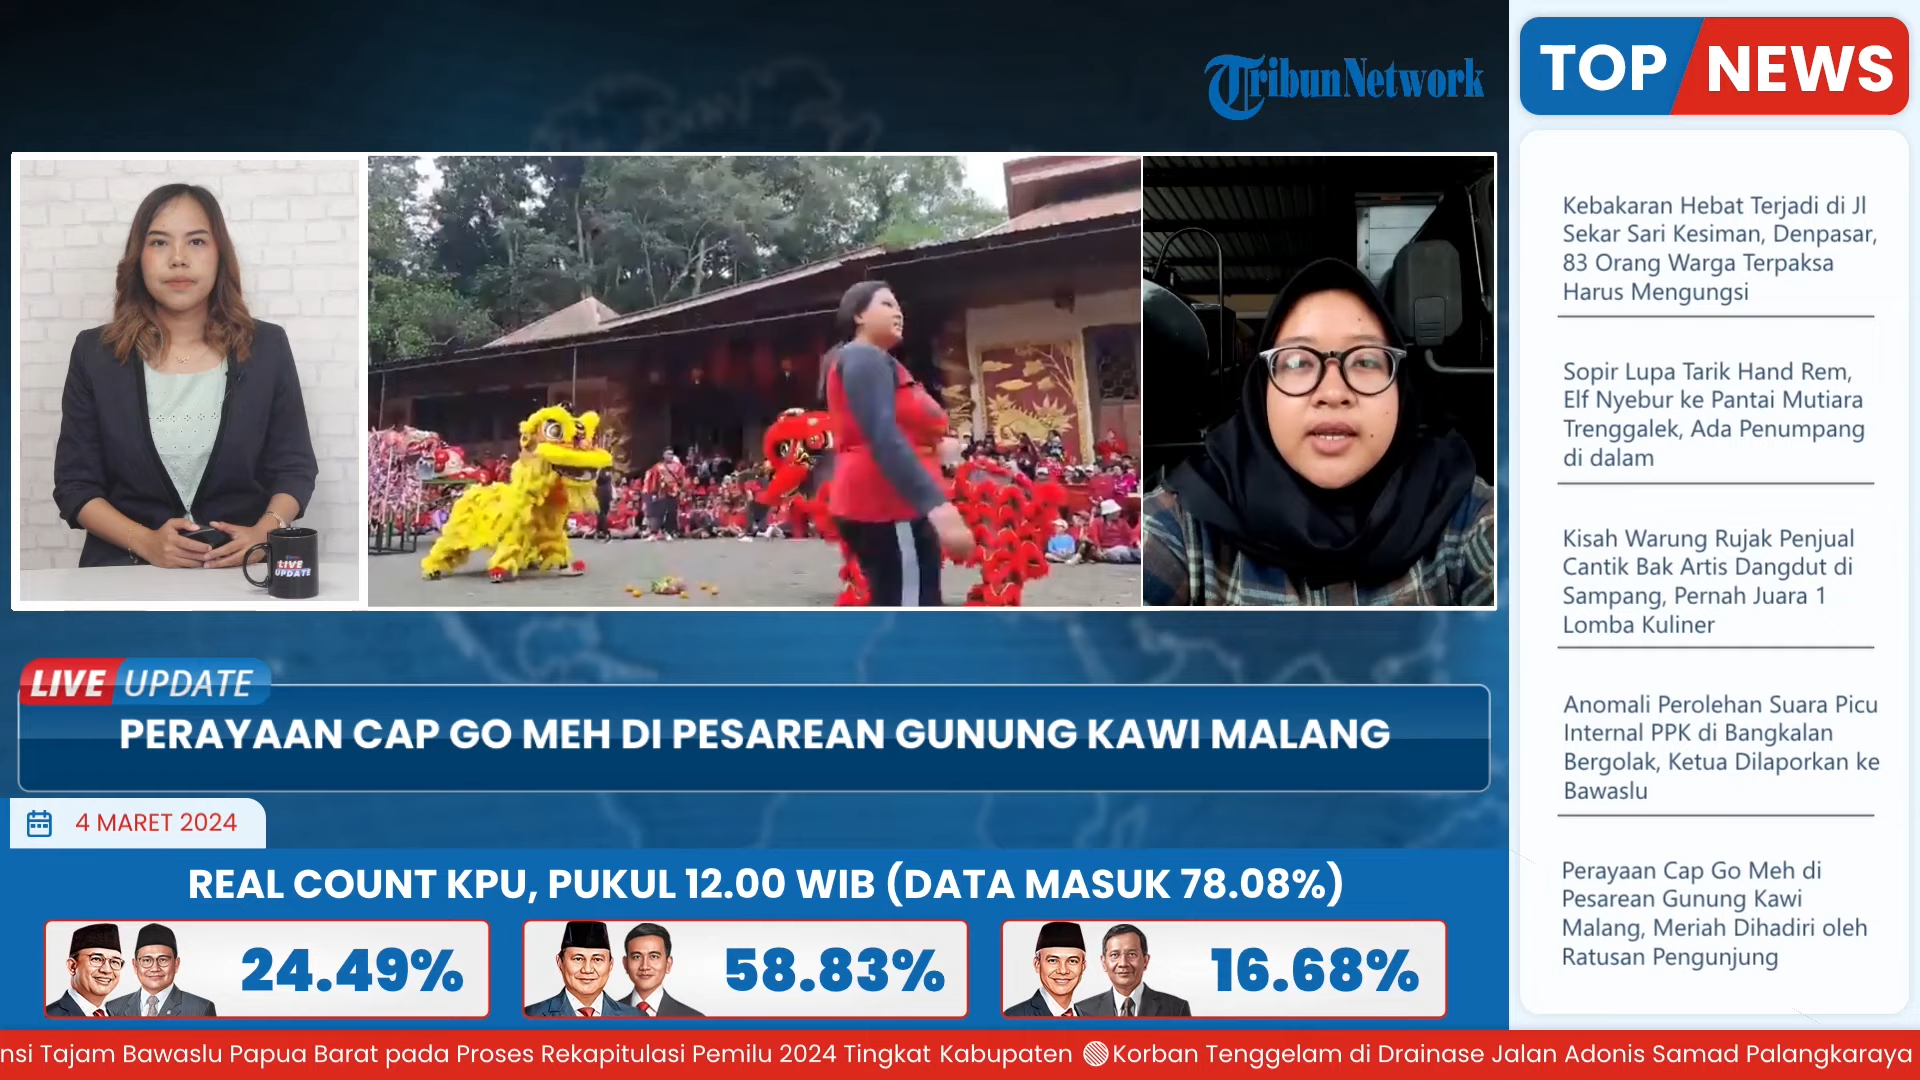 TribunNetwork
TOP NEWS
LIVE
UPDATE
LIVE UPDATE
PERAYAAN CAP GO MEH DI PESAREAN GUNUNG KAWI MALANG
4 MARET 2024
REAL COUNT KPU, PUKUL 12.00 WIB (DATA MASUK 78.08%)
24.49%
58.83%
16.68%
Kebakaran Hebat Terjadi di Jl
Sekar Sari Kesiman, Denpasar,
83 Orang Warga Terpaksa
Harus Mengungsi
Sopir Lupa Tarik Hand Rem,
Elf Nyebur ke Pantai Mutiara
Trenggalek, Ada Penumpang
di dalam
Kisah Warung Rujak Penjual
Cantik Bak Artis Dangdut di
Sampang, Pernah Juara 1
Lomba Kuliner
Anomali Perolehan Suara Picu
Internal PPK di Bangkalan
Bergolak, Ketua Dilaporkan ke
Bawaslu
Perayaan Cap Go Meh di
Pesarean Gunung Kawi
Malang, Meriah Dihadiri oleh
Ratusan Pengunjung
nsi Tajam Bawaslu Papua Barat pada Proses Rekapitulasi Pemilu 2024 Tingkat Kabupaten Korban Tenggelam di Drainase Jalan Adonis Samad Palangkaraya